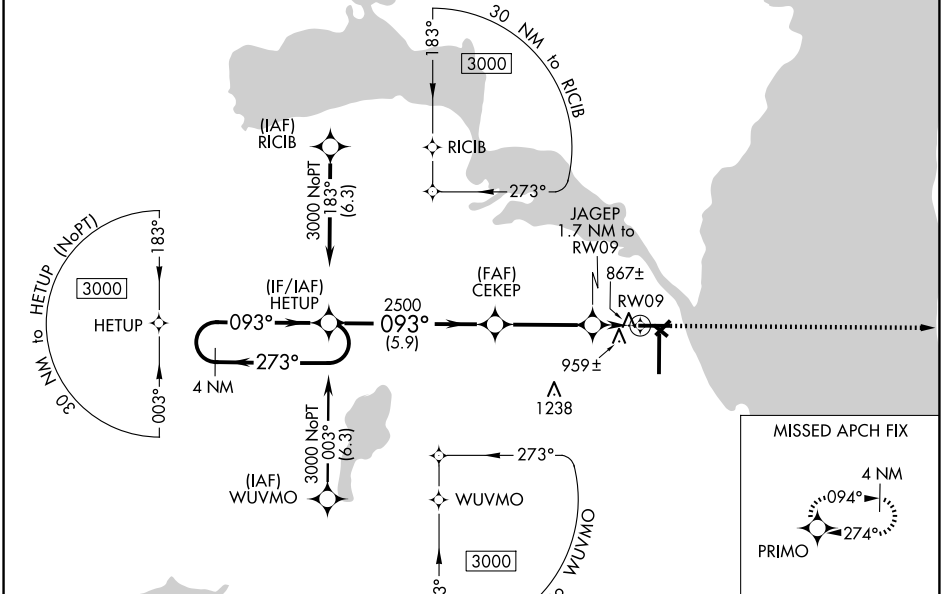 30 NM to RICIB
183°
3000
RICIB
273°
(IAF)
RICIB
3000 NoPT
183°
(6.3)
JAGEP
1.7 NM to
RW09
867±
RW09
30 NM to HETUP (NoPT)
183°
3000
HETUP
003°
(IF/IAF)
HETUP
093°
273°
4 NM
2500
093°
(5.9)
(FAF)
CEKEP
959±
1238
3000 NoPT
003°
(6.3)
(IAF)
WUVMO
273°
WUVMO
3000
WUVMO
MISSED APCH FIX
4 NM
094°
274°
PRIMO